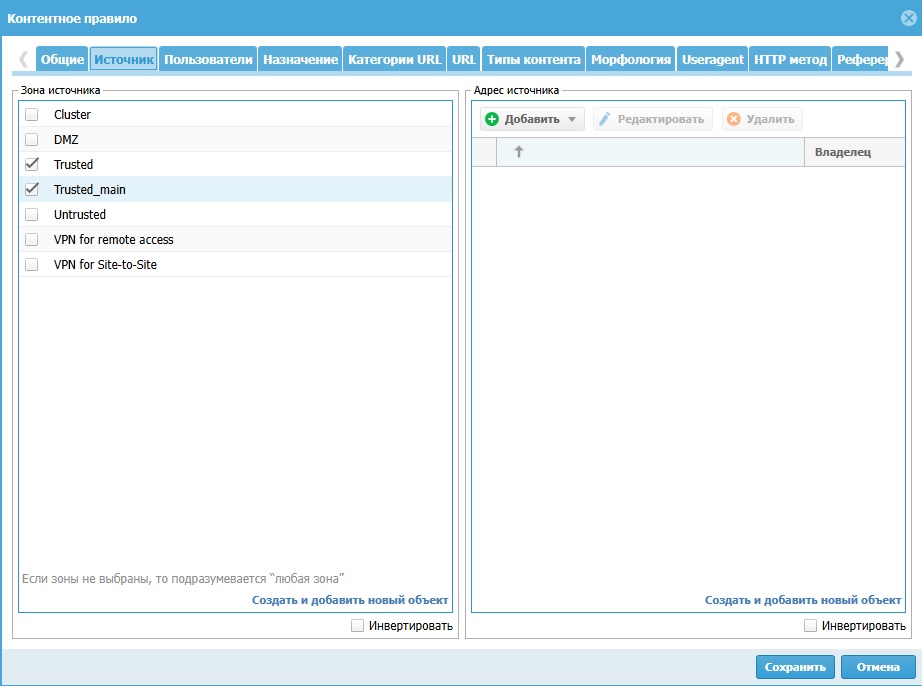 Контентное правило
Общие Источник Пользователи Назначение Категории URL URL Типы контента Морфология Useragent HTTP метод
Зона источника
Cluster
DMZ
Trusted
Trusted_main
Untrusted
VPN for remote access
VPN for Site-to-Site
Если зоны не выбраны, то подразумевается “любая зона”
Создать и добавить новый объект
Инвертировать
Адрес источника
Добавить Редактировать Удалить
Владелец
Создать и добавить новый объект
Инвертировать
Сохранить Отмена